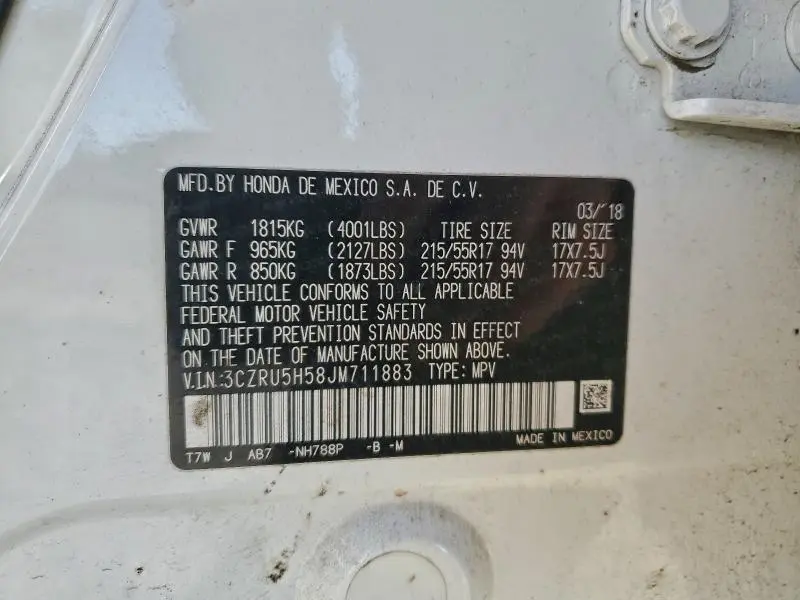 MFD.BY HONDA DE MEXICO S.A. DE C.V.
03/'18
GVWR 1815KG (4001LBS) TIRE SIZE RIM SIZE
GAWR F 965KG (2127LBS) 215/55R17 94V 17X7.5J
GAWR R 850KG (1873LBS) 215/55R17 94V 17X7.5J
THIS VEHICLE CONFORMS TO ALL APPLICABLE
FEDERAL MOTOR VEHICLE SAFETY
AND THEFT PREVENTION STANDARDS IN EFFECT
ON THE DATE OF MANUFACTURE SHOWN ABOVE.
V.I.N:3CZRU5H58JM711883 TYPE: MPV
MADE IN MEXICO
T7W J AB7 -NH788P -B -M